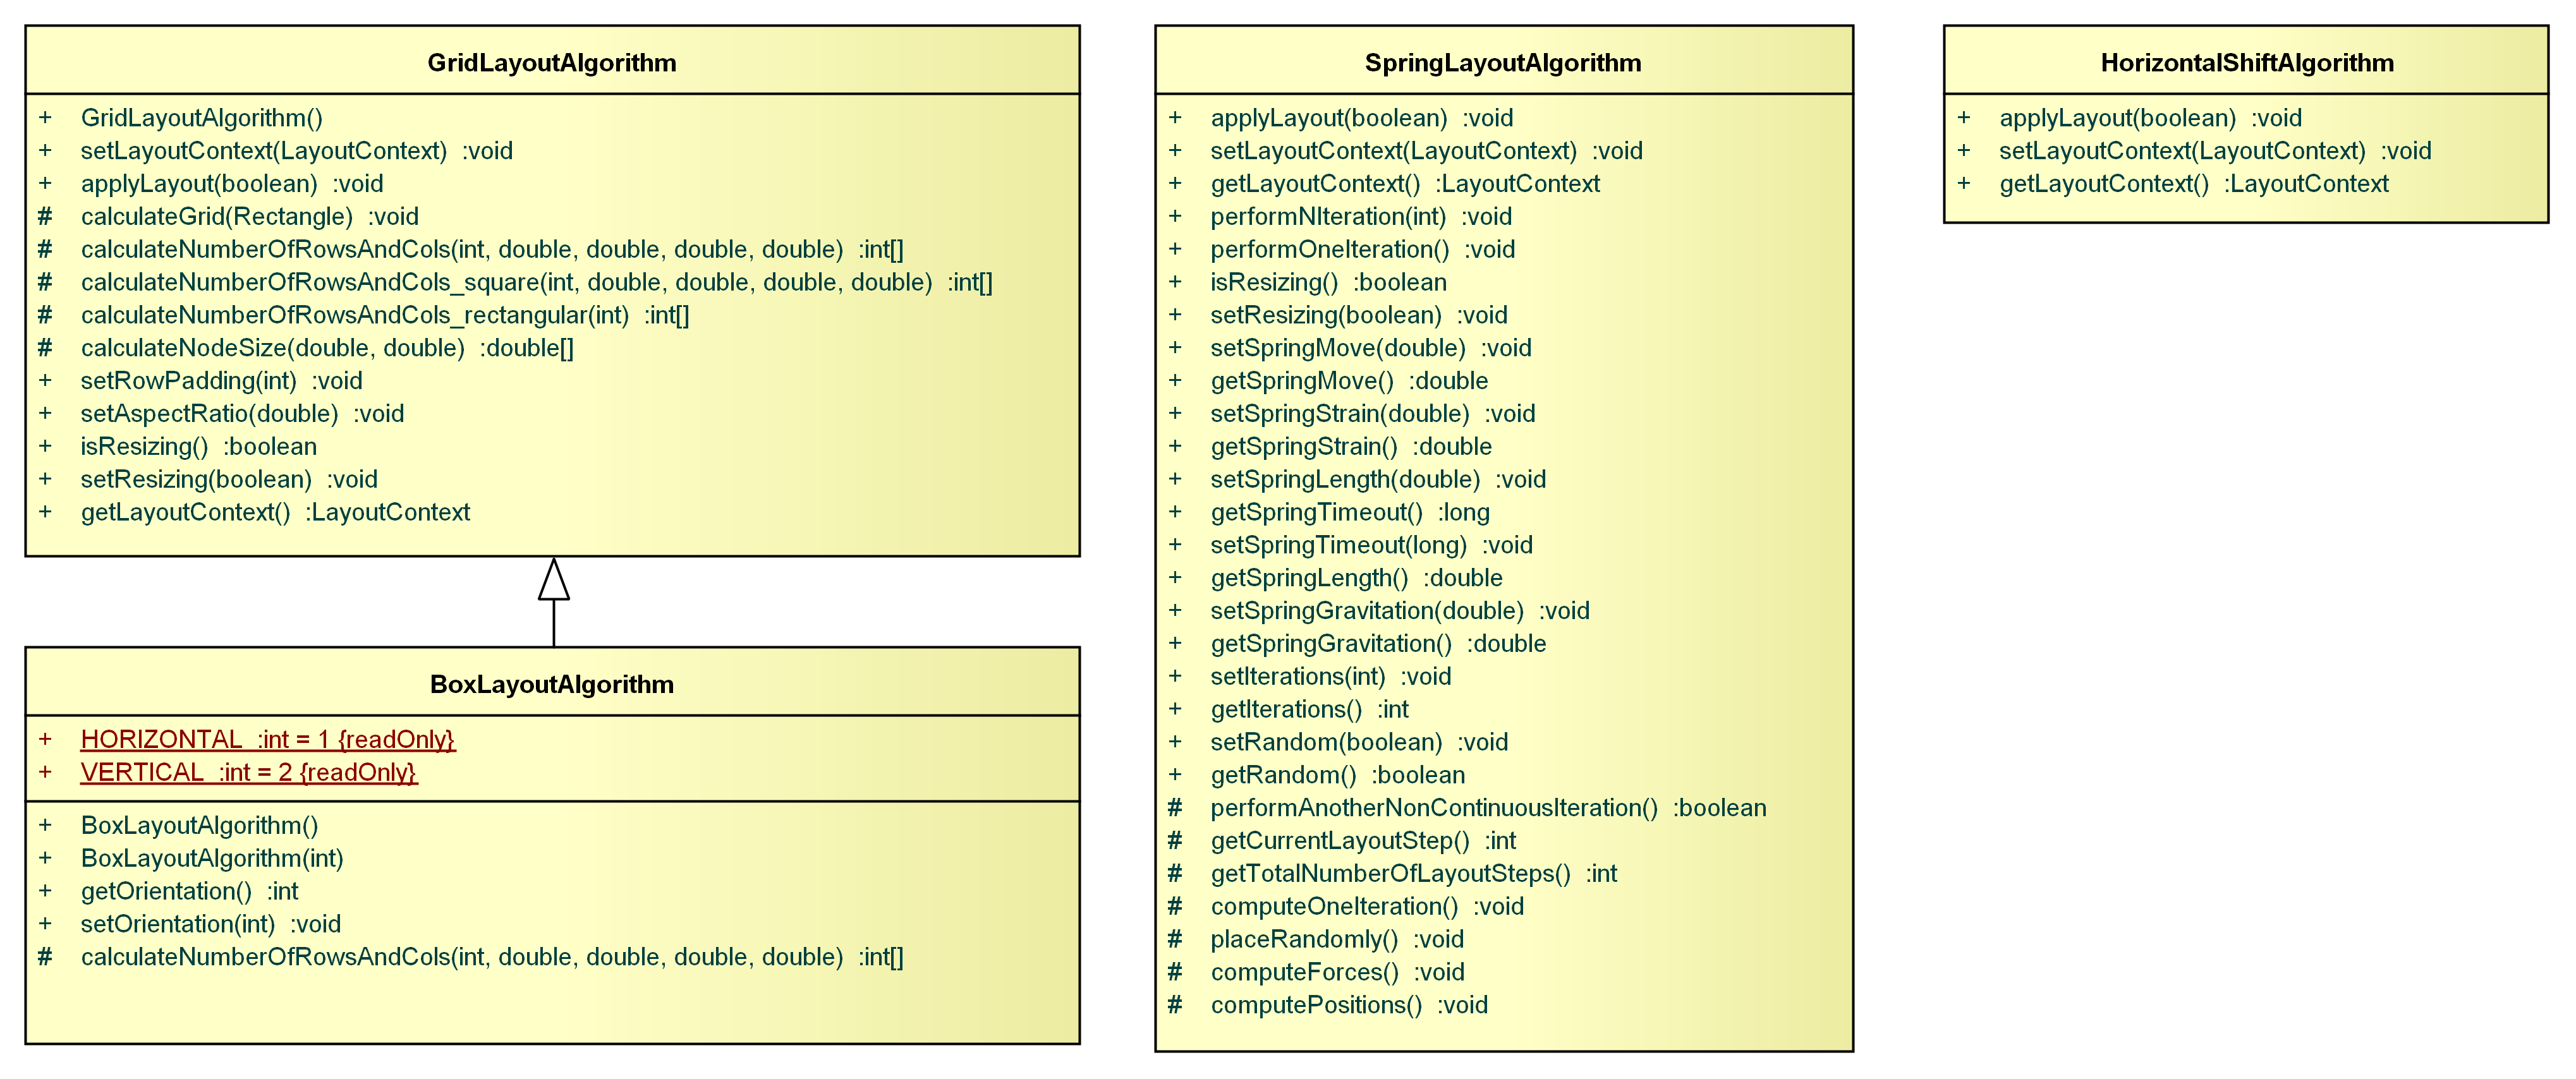 GridLayoutAlgorithm
+ GridLayoutAlgorithm()
+ setLayoutContext(LayoutContext) :void
+ applyLayout(boolean) :void
# calculateGrid(Rectangle) :void
# calculateNumberOfRowsAndCols(int, double, double, double, double) :int[]
# calculateNumberOfRowsAndCols_square(int, double, double, double, double) :int[]
# calculateNumberOfRowsAndCols_rectangular(int) :int[]
# calculateNodeSize(double, double) :double[]
+ setRowPadding(int) :void
+ setAspectRatio(double) :void
+ isResizing() :boolean
+ setResizing(boolean) :void
+ getLayoutContext() :LayoutContext
BoxLayoutAlgorithm
+ HORIZONTAL :int = 1 {readOnly}
+ VERTICAL :int = 2 {readOnly}
+ BoxLayoutAlgorithm()
+ BoxLayoutAlgorithm(int)
+ getOrientation() :int
+ setOrientation(int) :void
# calculateNumberOfRowsAndCols(int, double, double, double, double) :int[]
SpringLayoutAlgorithm
+ applyLayout(boolean) :void
+ setLayoutContext(LayoutContext) :void
+ getLayoutContext() :LayoutContext
+ performNIteration(int) :void
+ performOneIteration() :void
+ isResizing() :boolean
+ setResizing(boolean) :void
+ setSpringMove(double) :void
+ getSpringMove() :double
+ setSpringStrain(double) :void
+ getSpringStrain() :double
+ setSpringLength(double) :void
+ getSpringTimeout() :long
+ setSpringTimeout(long) :void
+ getSpringLength() :double
+ setSpringGravitation(double) :void
+ getSpringGravitation() :double
+ setIterations(int) :void
+ getIterations() :int
+ setRandom(boolean) :void
+ getRandom() :boolean
# performAnotherNonContinuousIteration() :boolean
# getCurrentLayoutStep() :int
# getTotalNumberOfLayoutSteps() :int
# computeOneIteration() :void
# placeRandomly() :void
# computeForces() :void
# computePositions() :void
HorizontalShiftAlgorithm
+ applyLayout(boolean) :void
+ setLayoutContext(LayoutContext) :void
+ getLayoutContext() :LayoutContext